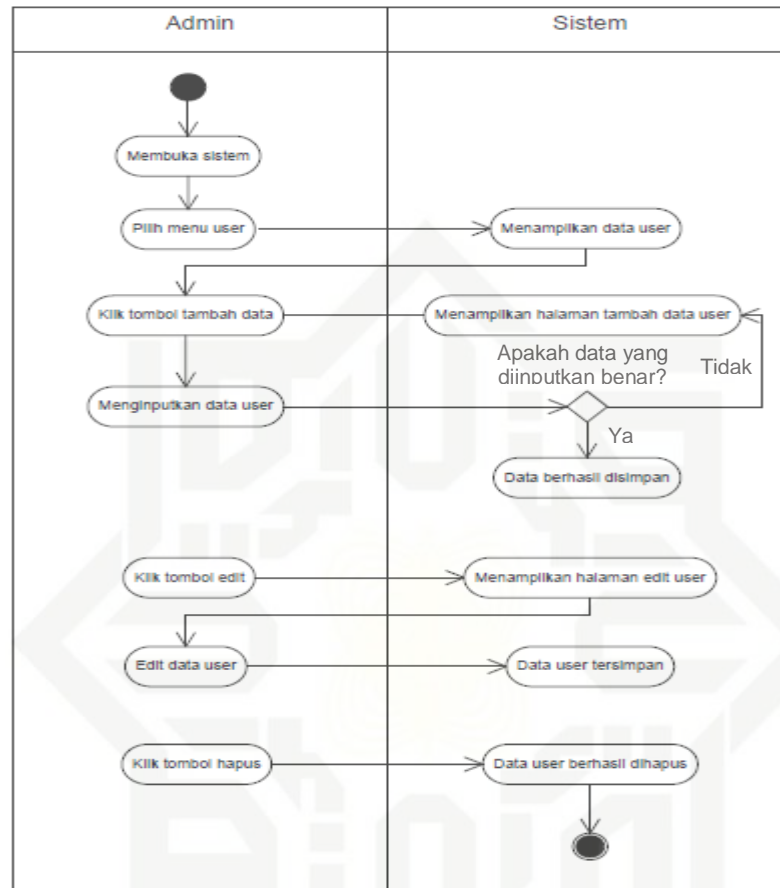 Admin
Sistem
Membuka sistem
Pilih menu user
Menampilkan data user
Klik tombol tambah data
Menampilkan halaman tambah data user
Apakah data yang
diinputkan benar?
Tidak
Menginputkan data user
Ya
Data berhasil disimpan
Klik tombol edit
Menampilkan halaman edit user
Edit data user
Data user tersimpan
Klik tombol hapus
Data user berhasil dihapus